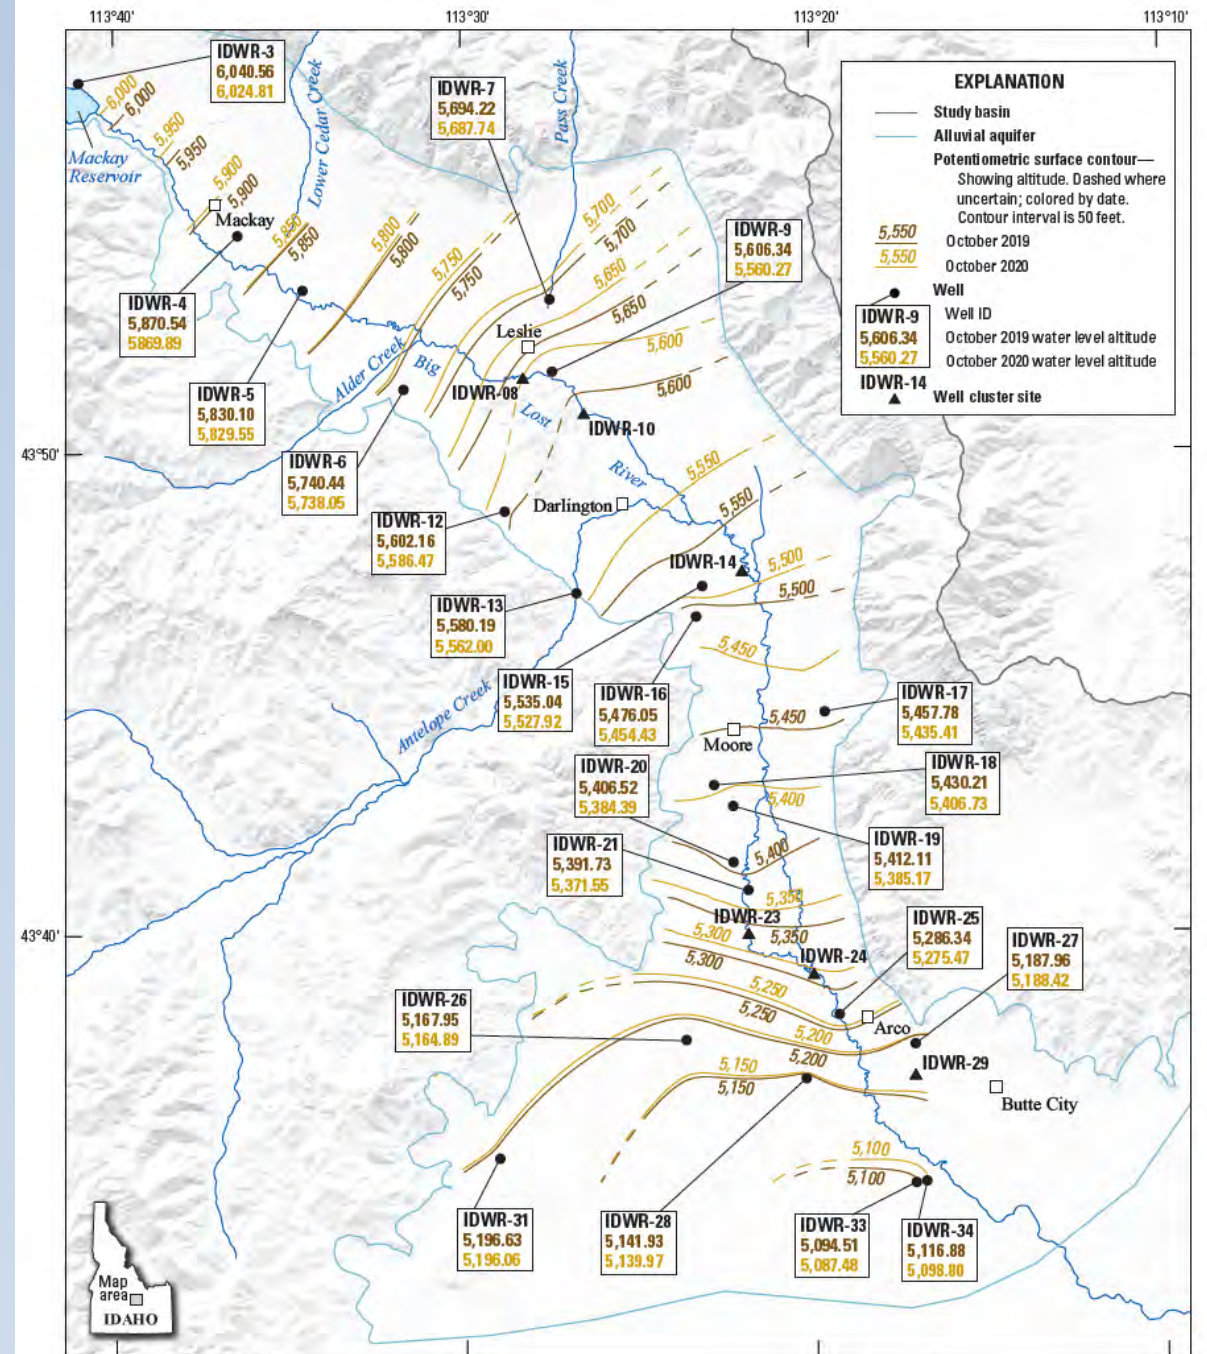 113°40'
113°30'
113°20'
113°10'
IDWR-3
6,040.56
6,024.81
6,000
6,000
Mackay
Reservoir
5,950
5,950
5,900
5,900
Mackay
Lower Cedar Creek
IDWR-7
5,694.22
5,687.74
Pass Creek
EXPLANATION
Study basin
Alluvial aquifer
Potentiometric surface contour—
Showing altitude. Dashed where
uncertain; colored by date.
Contour interval is 50 feet.
5,550
October 2019
5,550
October 2020
Well
IDWR-9
Well ID
5,606.34
October 2019 water level altitude
5,560.27
October 2020 water level altitude
IDWR-14
Well cluster site
5,850
5,850
5,800
5,800
5,750
5,750
5,700
5,700
5,650
5,650
5,600
5,600
IDWR-9
5,606.34
5,560.27
IDWR-4
5,870.54
5869.89
IDWR-5
5,830.10
5,829.55
Alder Creek
Big
Lost
River
Leslie
IDWR-08
IDWR-10
43°50'
IDWR-6
5,740.44
5,738.05
IDWR-12
5,602.16
5,586.47
Darlington
5,550
5,550
IDWR-14
5,500
5,500
IDWR-13
5,580.19
5,562.00
IDWR-15
5,535.04
5,527.92
IDWR-16
5,476.05
5,454.43
5,450
5,450
Moore
IDWR-17
5,457.78
5,435.41
Antelope Creek
IDWR-20
5,406.52
5,384.39
IDWR-18
5,430.21
5,406.73
5,400
5,400
IDWR-21
5,391.73
5,371.55
IDWR-19
5,412.11
5,385.17
5,350
5,350
IDWR-23
43°40'
5,300
5,300
IDWR-24
IDWR-25
5,286.34
5,275.47
IDWR-27
5,187.96
5,188.42
IDWR-26
5,167.95
5,164.89
5,250
5,250
5,200
5,200
Arco
IDWR-29
5,150
5,150
Butte City
5,100
5,100
IDWR-31
5,196.63
5,196.06
IDWR-28
5,141.93
5,139.97
IDWR-33
5,094.51
5,087.48
IDWR-34
5,116.88
5,098.80
Map
area
IDAHO